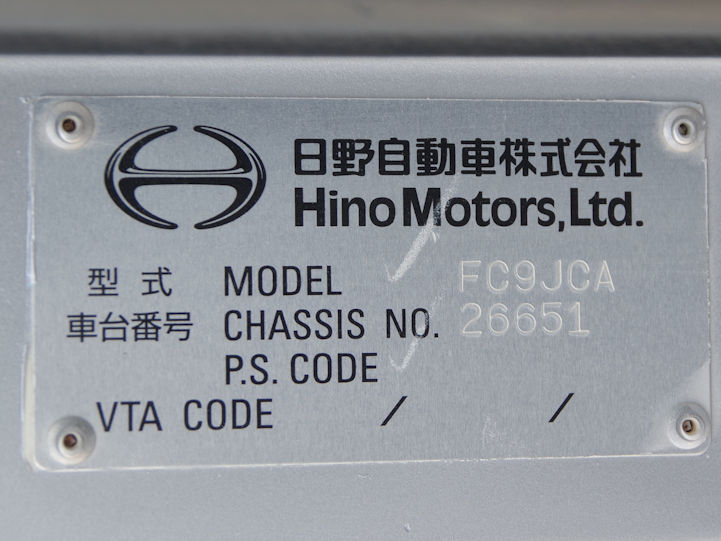 日野自動車株式会社
Hino Motors, Ltd.
型式 MODEL FC9JCA
車台番号 CHASSIS NO. 26651
P.S. CODE
VTA CODE / /